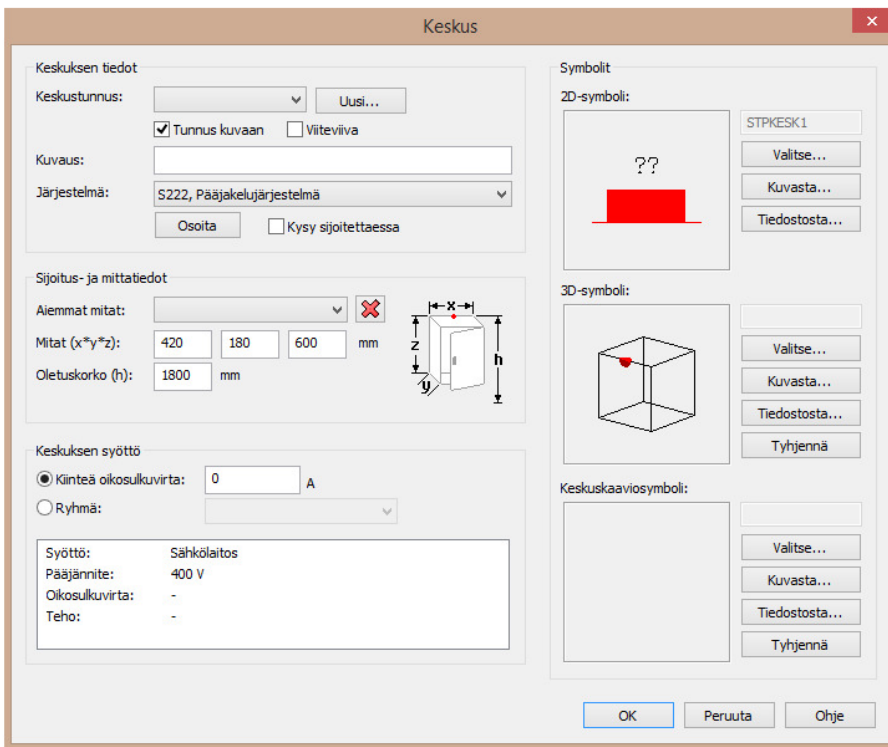 Keskus
Keskuksen tiedot
Keskustunnus:
Uusi...
Tunnus kuvaan
Viiteviiva
Kuvaus:
Järjestelmä:
S222, Pääjakelujärjestelmä
Osoita
Kysy sijoitettaessa
Sijoitus- ja mittatiedot
Aiemmat mitat:
Mitat (x*y*z):
420
180
600
mm
Oletuskorko (h):
1800
mm
x
z
y
h
Keskuksen syöttö
Kiinteä oikosulkuvirta:
0
A
Ryhmä:
Syöttö: Sähkölaitos
Pääjännite: 400 V
Oikosulkuvirta: -
Teho: -
Symbolit
2D-symboli:
??
STPKESK1
Valitse...
Kuvasta...
Tiedostosta...
3D-symboli:
Valitse...
Kuvasta...
Tiedostosta...
Tyhjennä
Keskuskaaviosymboli:
Valitse...
Kuvasta...
Tiedostosta...
Tyhjennä
OK
Peruuta
Ohje